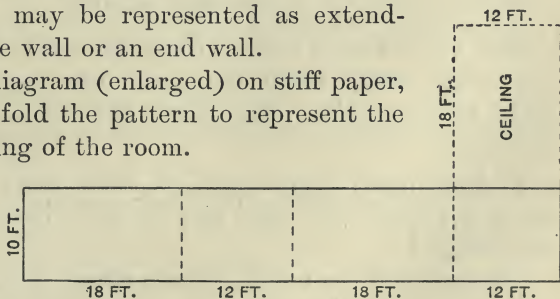 may be represented as extend-
e wall or an end wall.
iagram (enlarged) on stiff paper,
fold the pattern to represent the
ng of the room.
12 FT.
18 FT.
CEILING
10 FT.
18 FT.
12 FT.
18 FT.
12 FT.